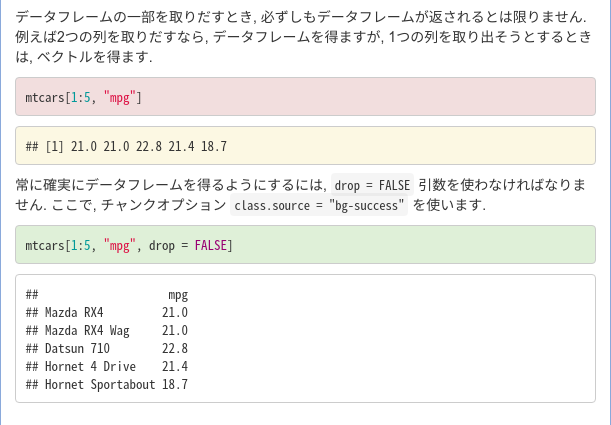 データフレームの一部を取りだすとき, 必ずしもデータフレームが返されるとは限りません.
例えば2つの列を取りだすなら, データフレームを得ますが, 1つの列を取り出そうとするとき
は, ベクトルを得ます.
mtcars[1:5, "mpg"]
## [1] 21.0 21.0 22.8 21.4 18.7
常に確実にデータフレームを得るようにするには, drop = FALSE 引数を使わなければなりま
せん. ここで, チャンクオプション class.source = "bg-success" を使います.
mtcars[1:5, "mpg", drop = FALSE]
##                    mpg
## Mazda RX4         21.0
## Mazda RX4 Wag     21.0
## Datsun 710        22.8
## Hornet 4 Drive    21.4
## Hornet Sportabout 18.7